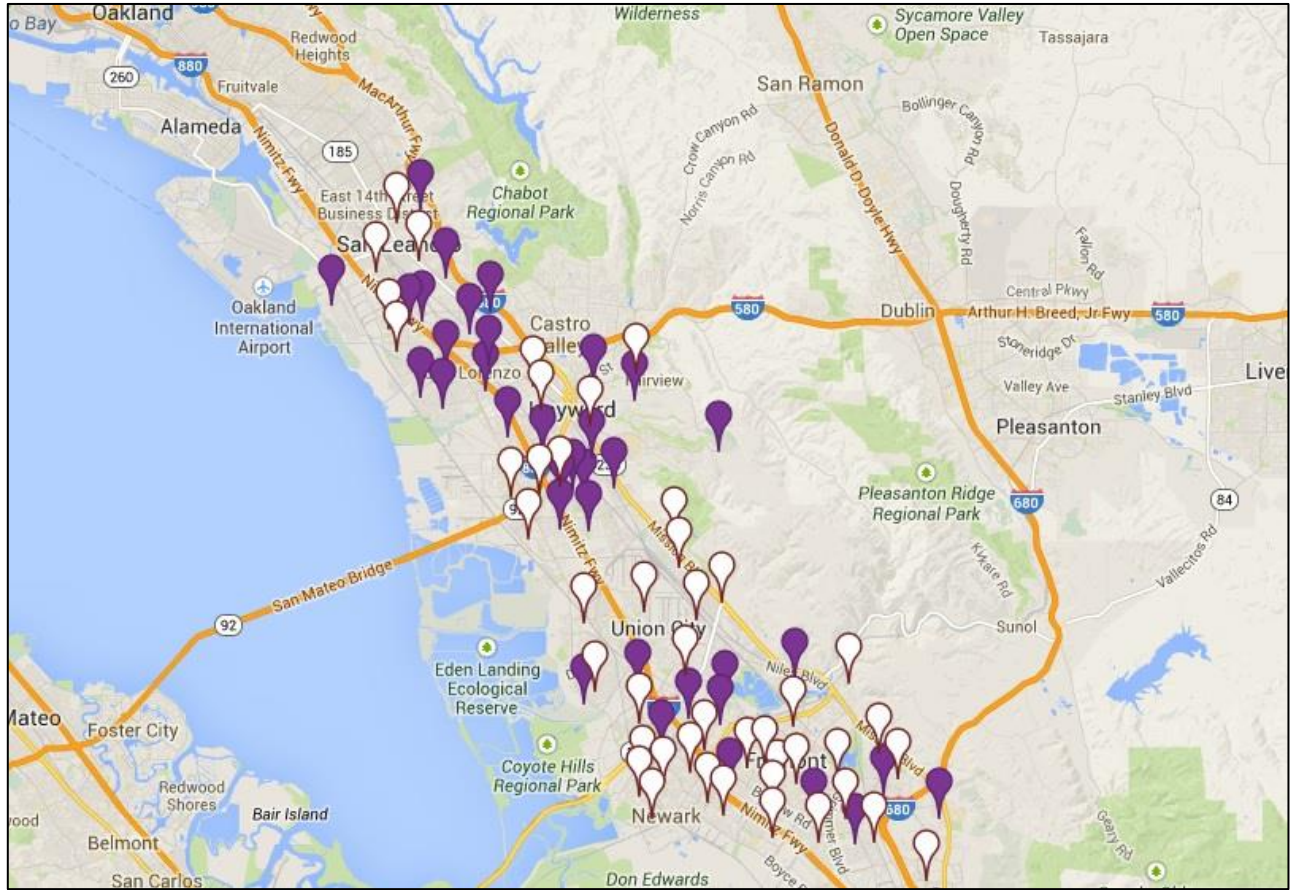 o Bay
Oakland
880
260
Redwood
Heights
Fruitvale
MacArthur Fwy
Alameda
Nimitz Fwy
185
East 14th Street
Business District
San Leandro
Chabot
Regional Park
Oakland
International
Airport
580
Wilderness
Sycamore Valley
Open Space
Tassajara
San Ramon
Crow Canyon Rd
Norris Canyon Rd
Bollinger Canyon Rd
Donald D. Doyle Hwy
Dougherty Rd
Fallon Rd
Central Pkwy
580
Dublin
Arthur H. Breed, Jr Fwy
580
Stoneridge Dr
Valley Ave
Stanley Blvd
Live
Pleasanton
Castro
Valley
Lorenzo
St
Fairview
Hayward
Pleasanton Ridge
Regional Park
680
84
Vallecitos Rd
Sunol
Mission B
Nimitz Fwy
San Mateo Bridge
92
Union City
Niles Blvd
Eden Landing
Ecological
Reserve
Mateo
Foster City
Coyote Hills
Regional Park
Fremont
Blvd
Redwood
Shores
Bair Island
Newark
Nimitz Fwy
680
wood
Belmont
San Carlos
Boyce
Don Edwards
Geary Rd